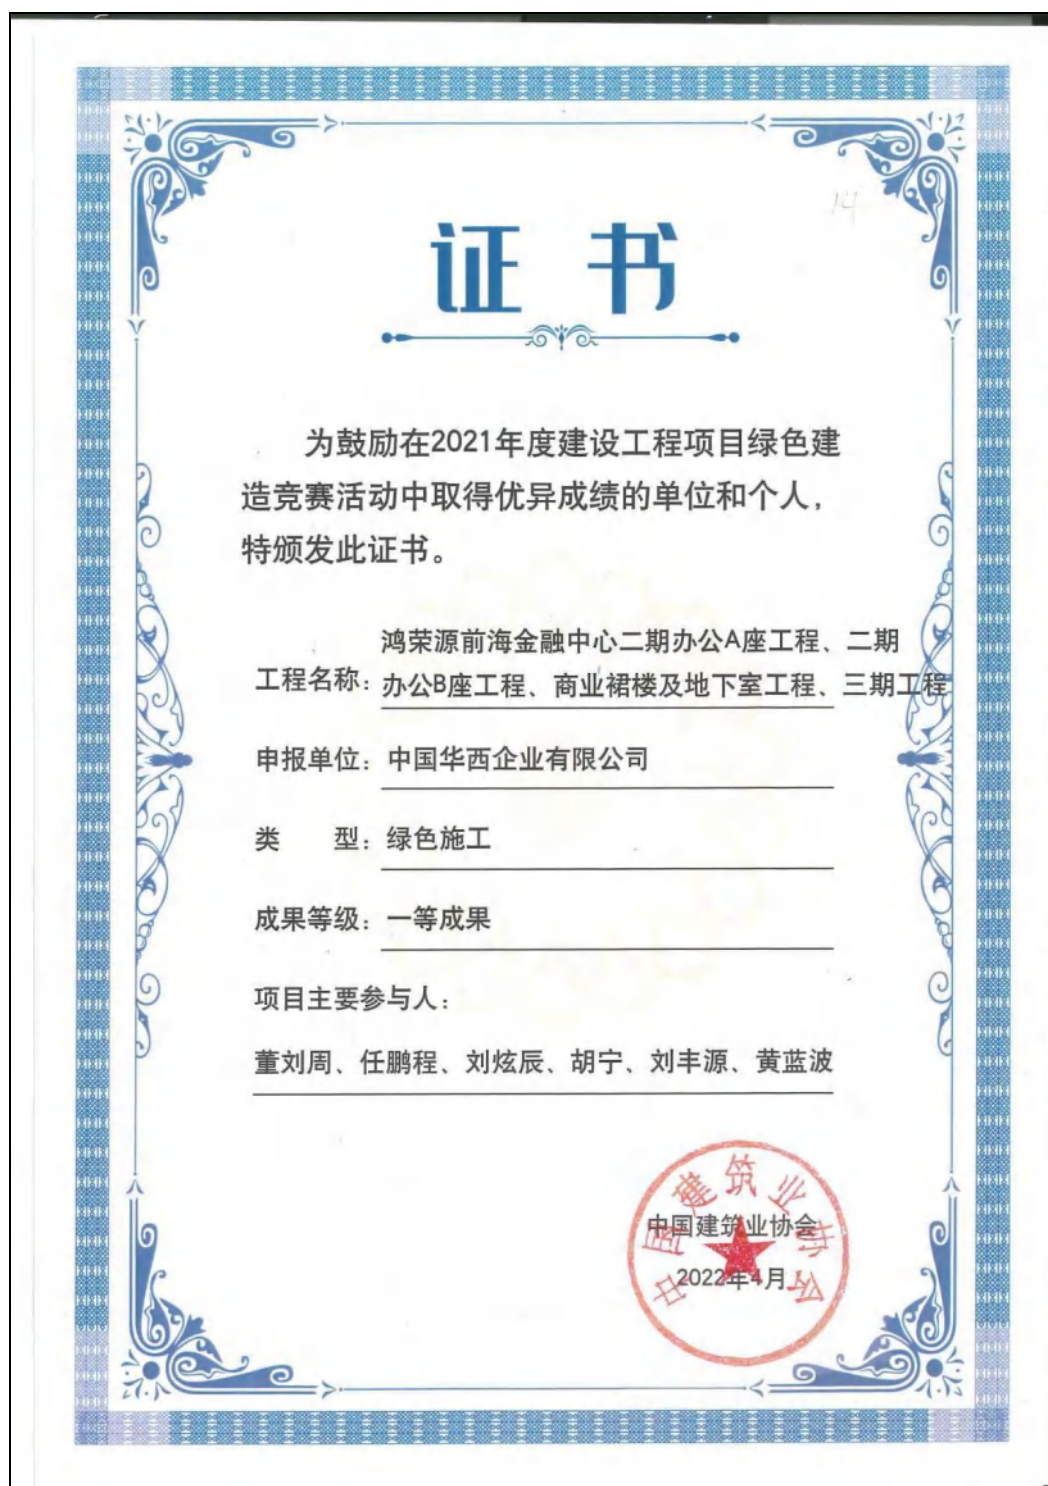 14
证 书
为鼓励在2021年度建设工程项目绿色建
造竞赛活动中取得优异成绩的单位和个人，
特颁发此证书。
鸿荣源前海金融中心二期办公A座工程、二期
工程名称：办公B座工程、商业裙楼及地下室工程、三期工程
申报单位：中国华西企业有限公司
类 型：绿色施工
成果等级：一等成果
项目主要参与人：
董刘周、任鹏程、刘炫辰、胡宁、刘丰源、黄蓝波
中国建筑业协会
中国建筑业协会
2022年4月